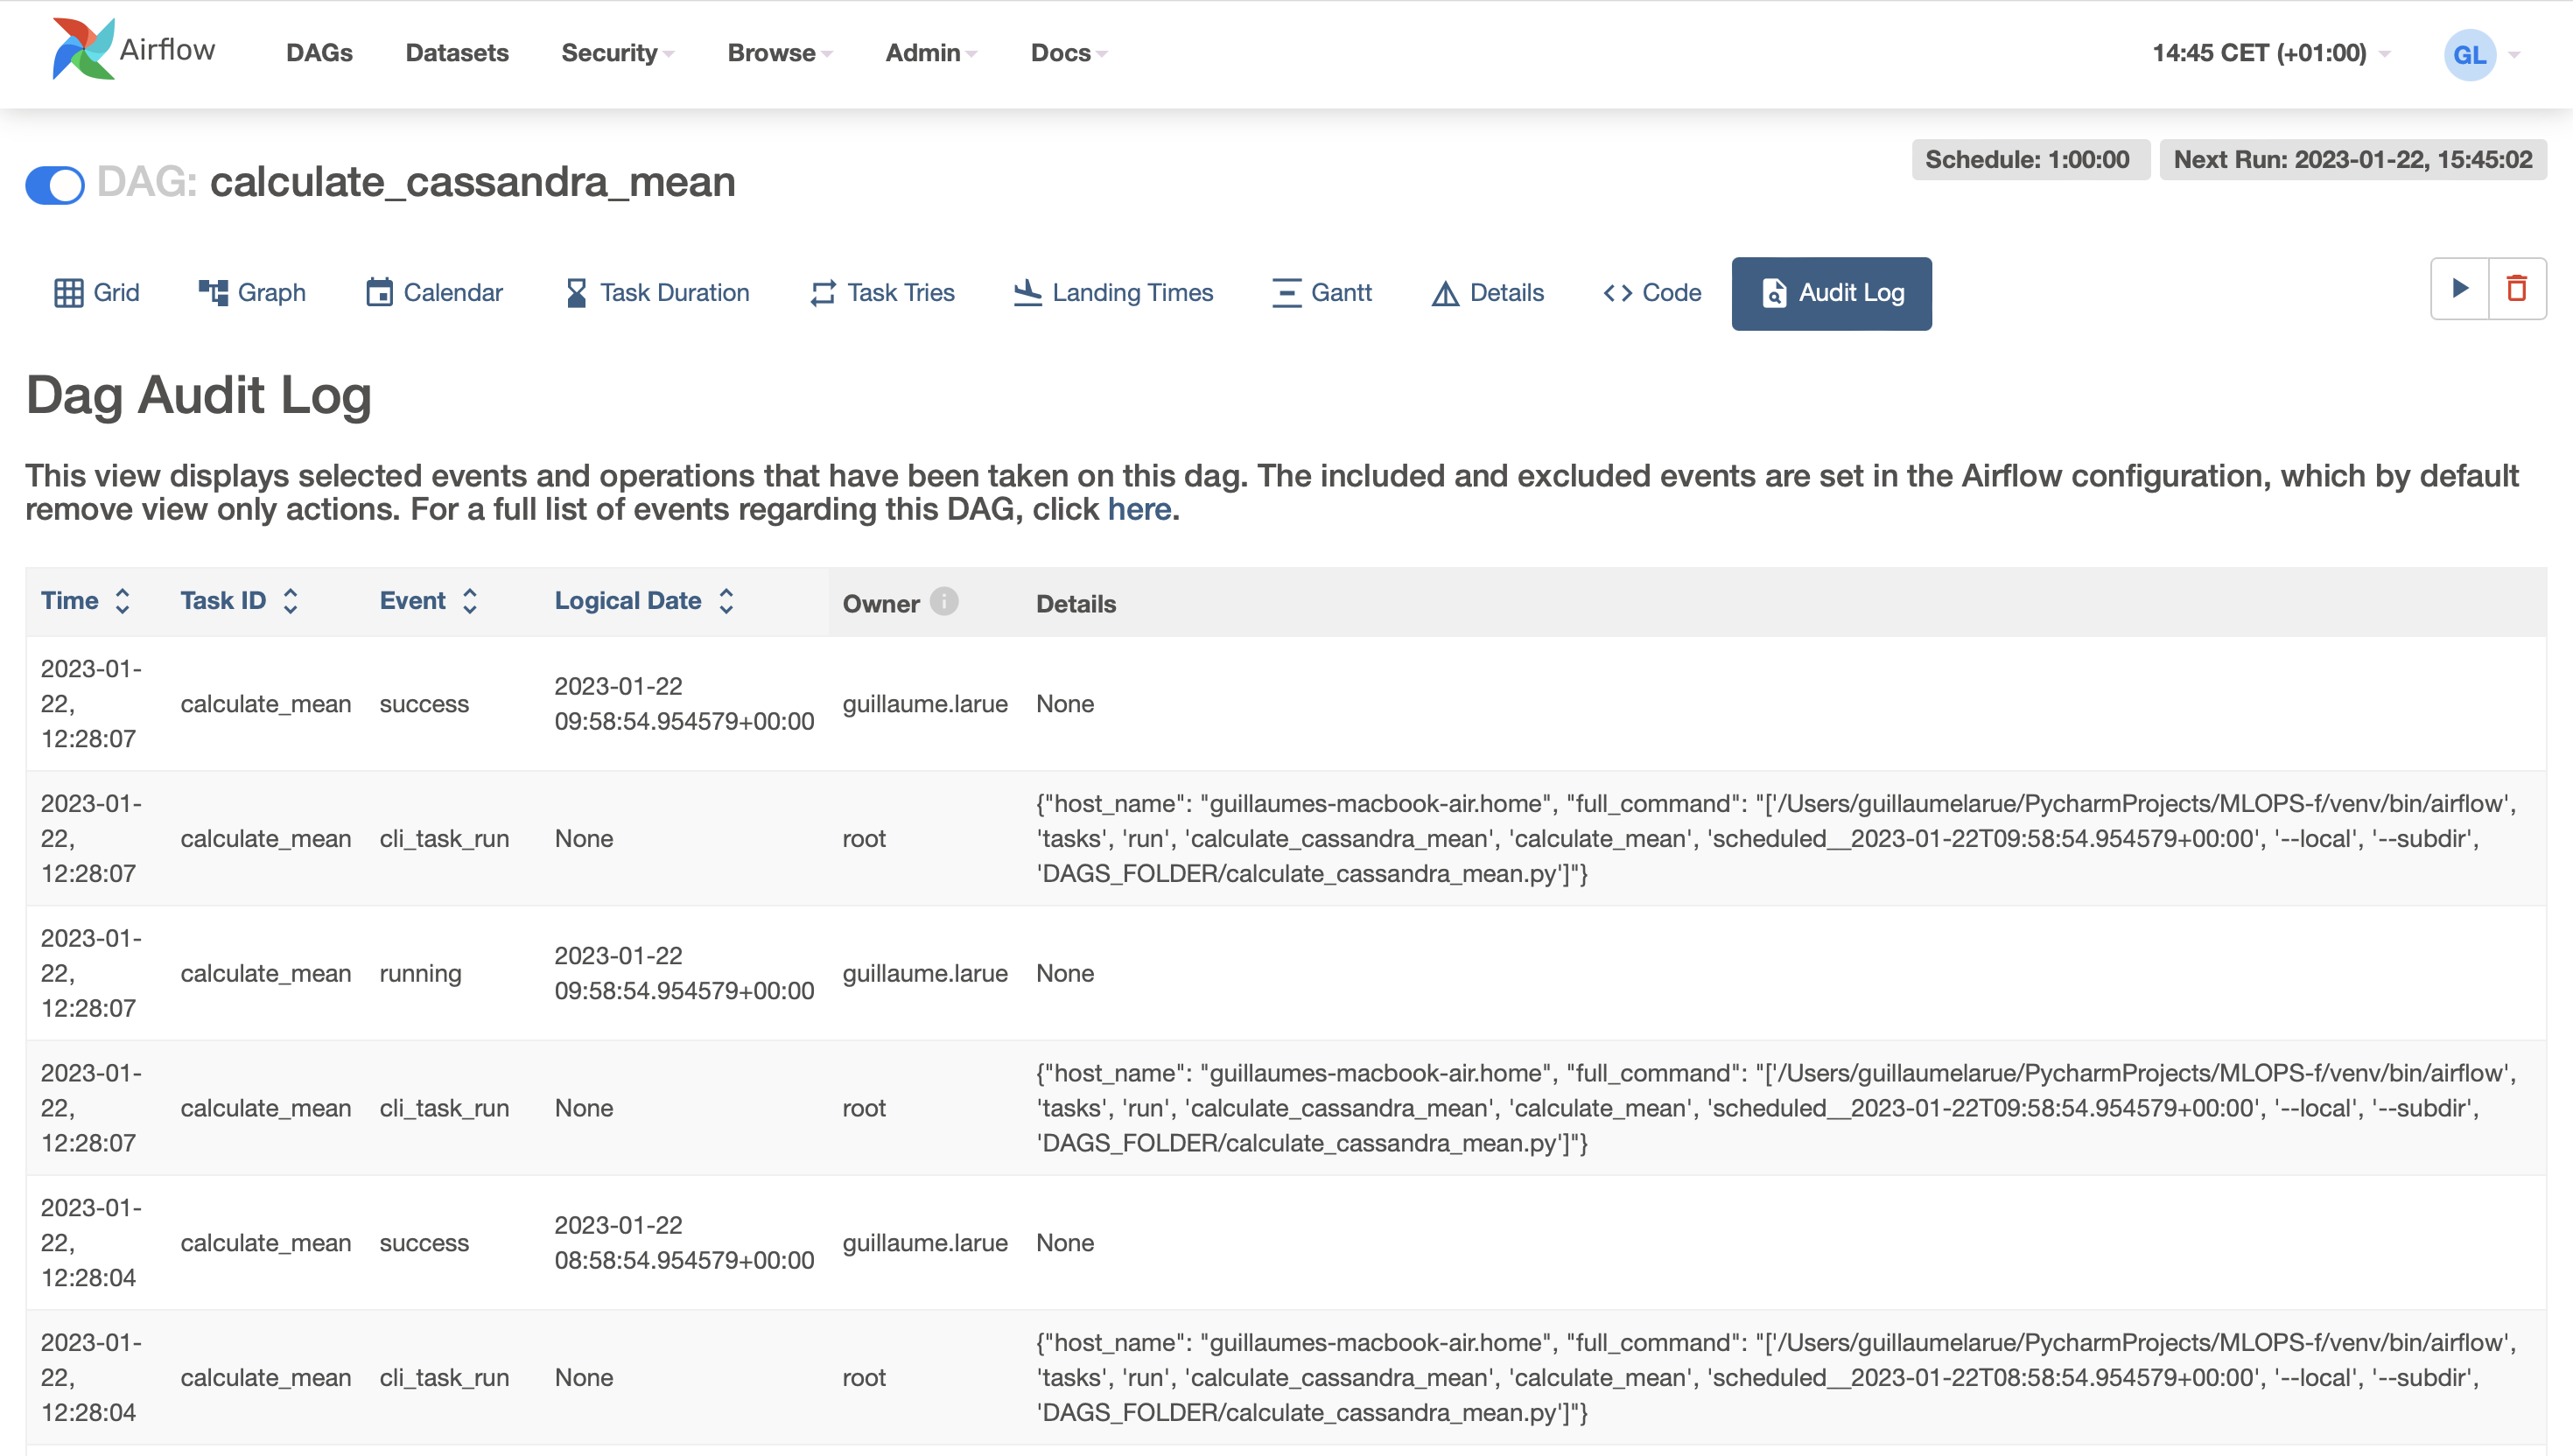 Airflow DAGs Datasets Security Browse Admin Docs 14:45 CET (+01:00) GL
Schedule: 1:00:00 Next Run: 2023-01-22, 15:45:02
DAG: calculate_cassandra_mean
Grid Graph Calendar Task Duration Task Tries Landing Times Gantt Details Code Audit Log
Dag Audit Log
This view displays selected events and operations that have been taken on this dag. The included and excluded events are set in the Airflow configuration, which by default
remove view only actions. For a full list of events regarding this DAG, click here.
Time Task ID Event Logical Date Owner i Details
2023-01-
22,
12:28:07
calculate_mean
success
2023-01-22
09:58:54.954579+00:00
guillaume.larue
None
2023-01-
22,
12:28:07
calculate_mean
cli_task_run
None
root
{"host_name": "guillaumes-macbook-air.home", "full_command": "['/Users/guillaumelarue/PycharmProjects/MLOPS-f/venv/bin/airflow',
'tasks', 'run', 'calculate_cassandra_mean', 'calculate_mean', 'scheduled__2023-01-22T09:58:54.954579+00:00', '--local', '--subdir',
'DAGS_FOLDER/calculate_cassandra_mean.py']"}
2023-01-
22,
12:28:07
calculate_mean
running
2023-01-22
09:58:54.954579+00:00
guillaume.larue
None
2023-01-
22,
12:28:07
calculate_mean
cli_task_run
None
root
{"host_name": "guillaumes-macbook-air.home", "full_command": "['/Users/guillaumelarue/PycharmProjects/MLOPS-f/venv/bin/airflow',
'tasks', 'run', 'calculate_cassandra_mean', 'calculate_mean', 'scheduled__2023-01-22T09:58:54.954579+00:00', '--local', '--subdir',
'DAGS_FOLDER/calculate_cassandra_mean.py']"}
2023-01-
22,
12:28:04
calculate_mean
success
2023-01-22
08:58:54.954579+00:00
guillaume.larue
None
2023-01-
22,
12:28:04
calculate_mean
cli_task_run
None
root
{"host_name": "guillaumes-macbook-air.home", "full_command": "['/Users/guillaumelarue/PycharmProjects/MLOPS-f/venv/bin/airflow',
'tasks', 'run', 'calculate_cassandra_mean', 'calculate_mean', 'scheduled__2023-01-22T08:58:54.954579+00:00', '--local', '--subdir',
'DAGS_FOLDER/calculate_cassandra_mean.py']"}